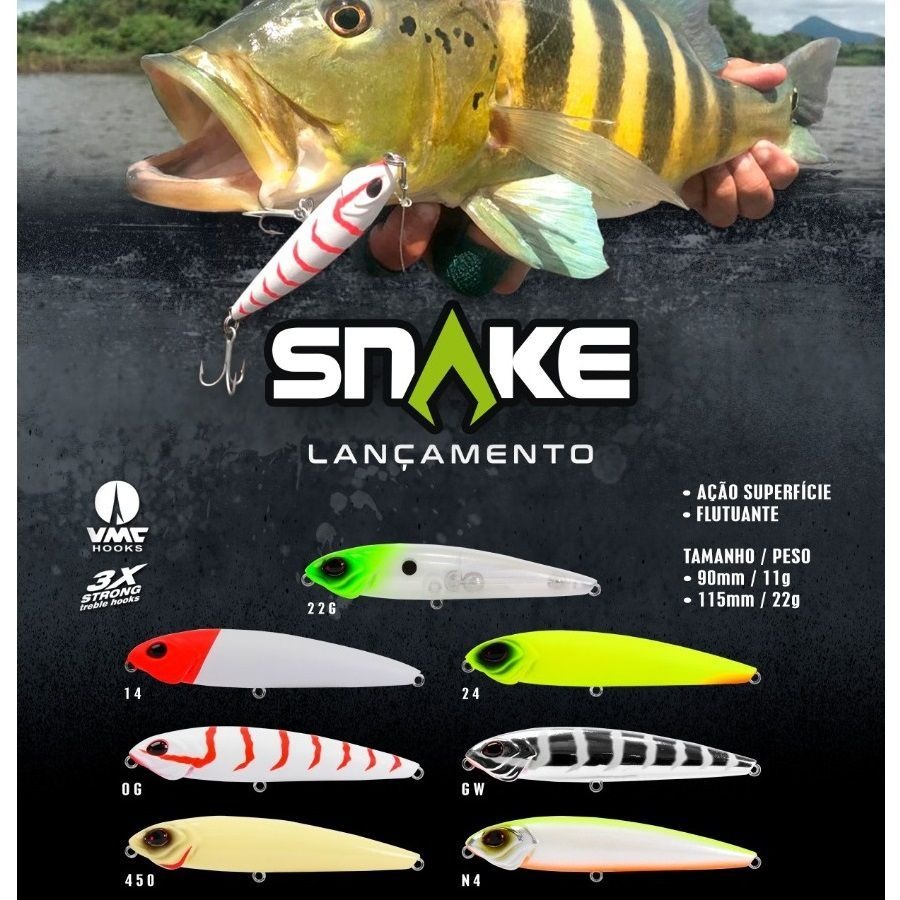 SNAKE
LANÇAMENTO
VMC
HOOKS
3X
STRONG
treble hooks
• AÇÃO SUPERFÍCIE
• FLUTUANTE
TAMANHO / PESO
• 90mm / 11g
• 115mm / 22g
22G
14
24
OG
GW
450
N4